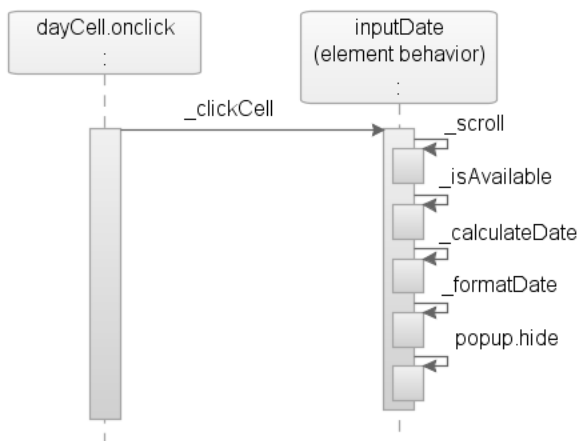 dayCell.onclick
:
inputDate
(element behavior)
:
_clickCell
_scroll
_isAvailable
_calculateDate
_formatDate
popup.hide